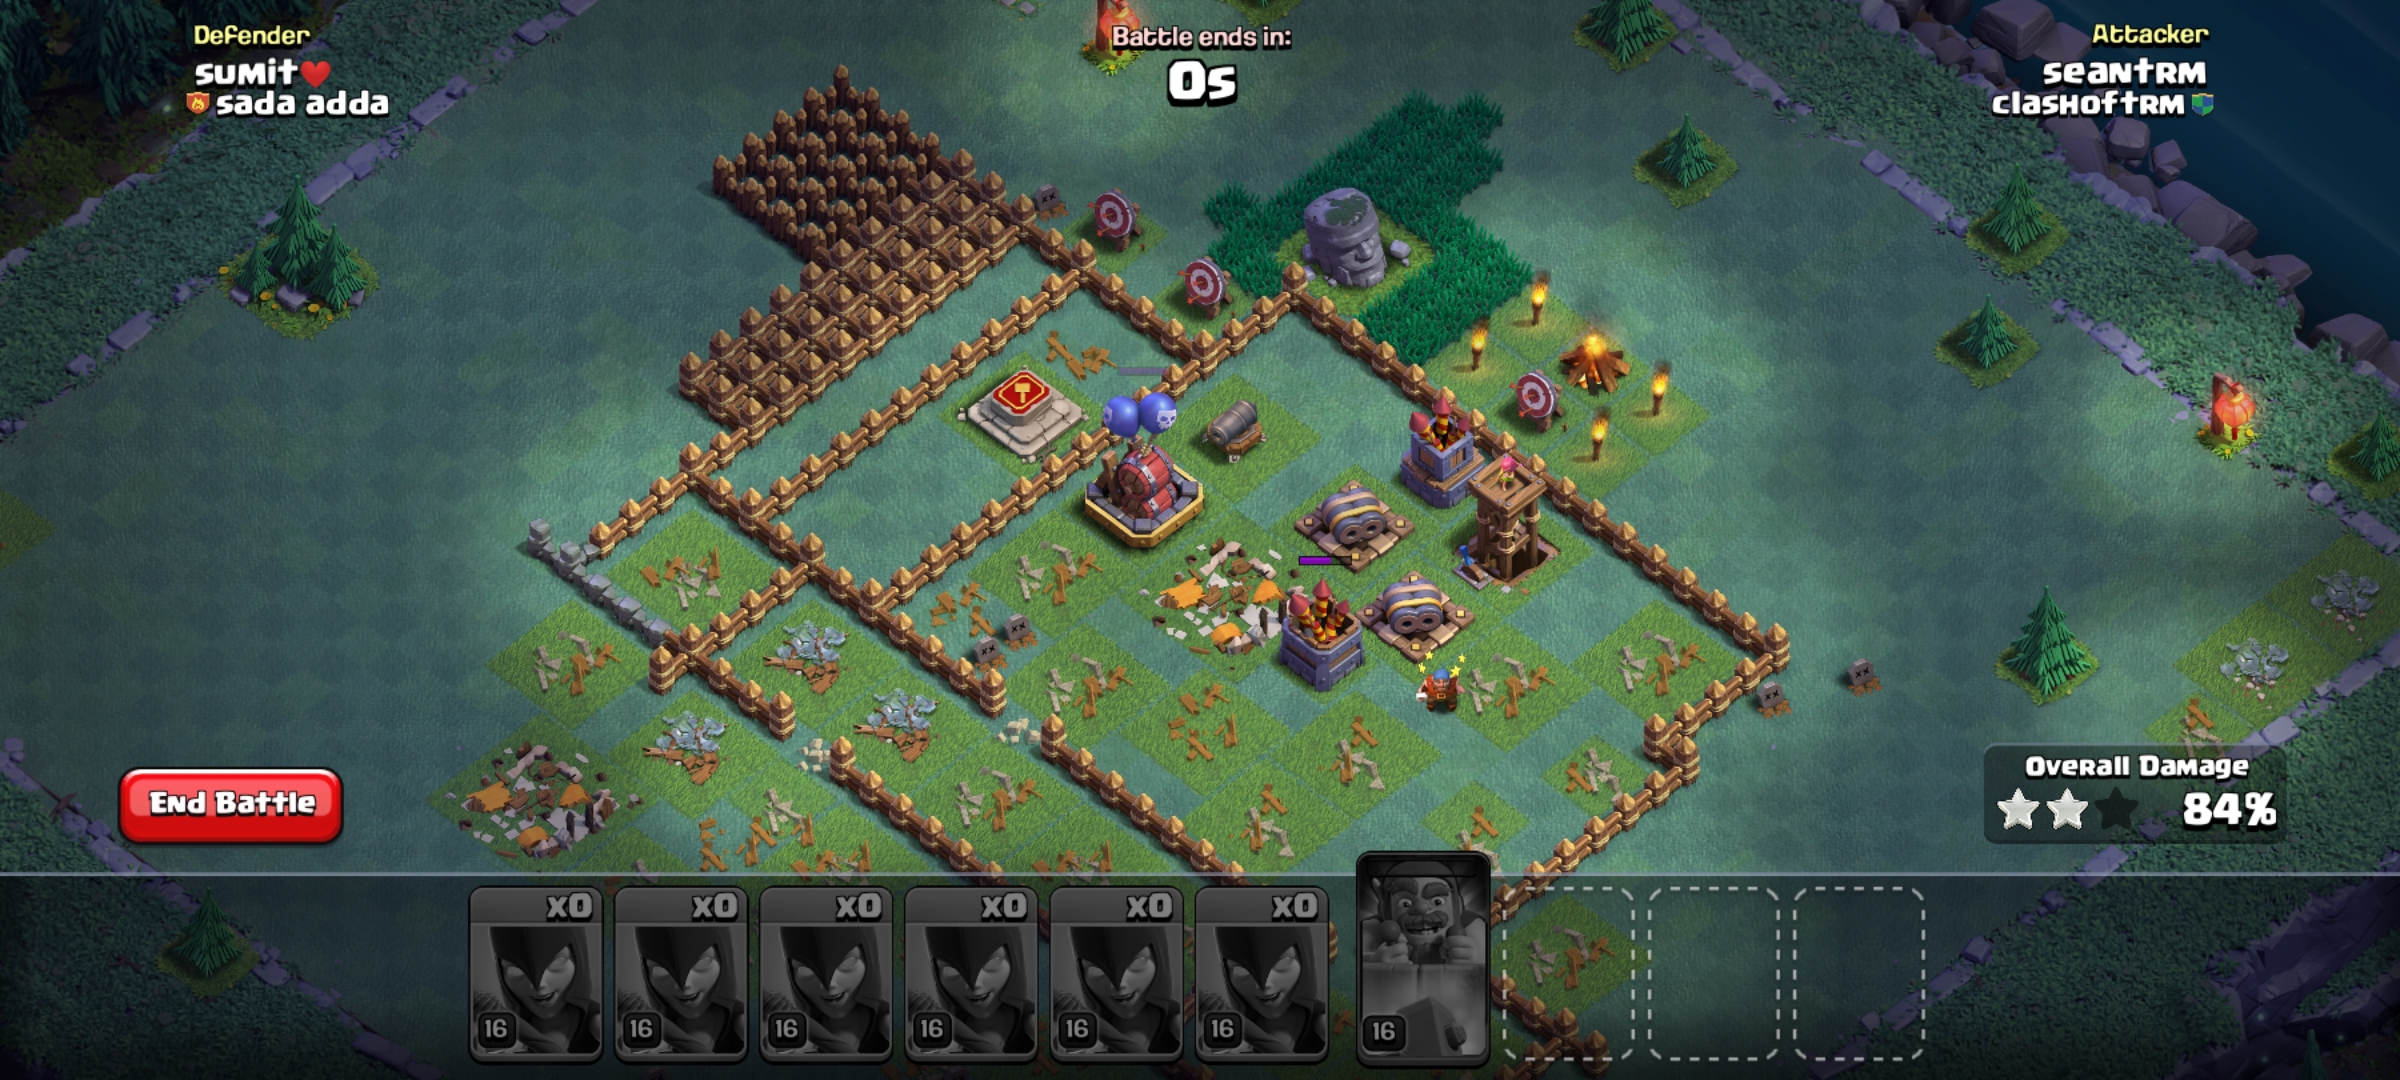 Defender
sumit❤️
sada adda
Battle ends in:
0s
Attacker
seantRM
clashoftRM
End Battle
Overall Damage
84%
x0
x0
x0
x0
x0
x0
16
16
16
16
16
16
16